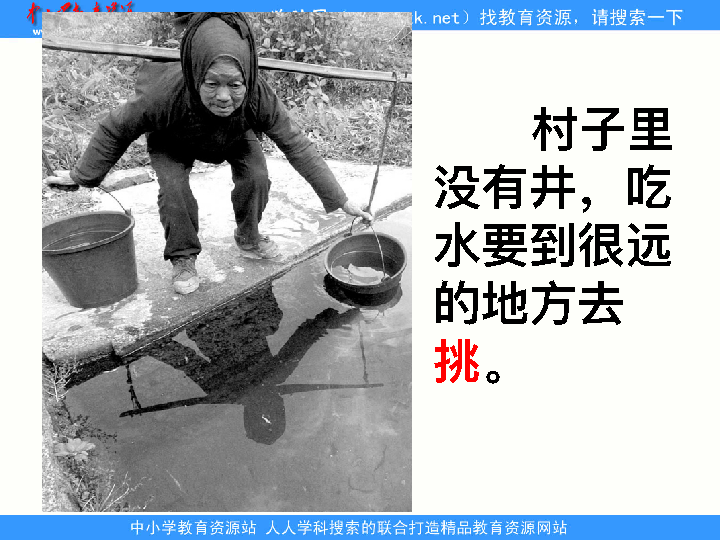 k.net）找教育资源，请搜索一下
村子里
没有井，吃
水要到很远
的地方去
挑。
中小学教育资源站 人人学科搜索的联合打造精品教育资源网站